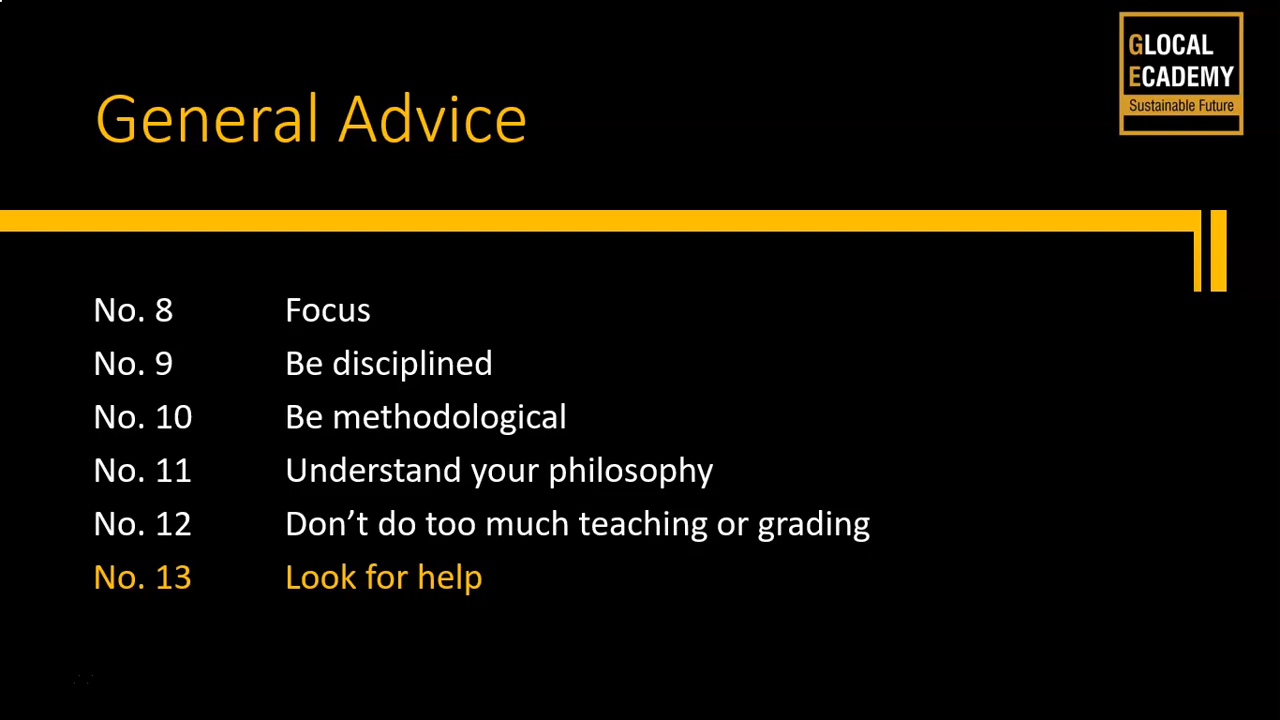 GLOCAL
ECADEMY
Sustainable Future
General Advice
No. 8 Focus
No. 9 Be disciplined
No. 10 Be methodological
No. 11 Understand your philosophy
No. 12 Don’t do too much teaching or grading
No. 13 Look for help